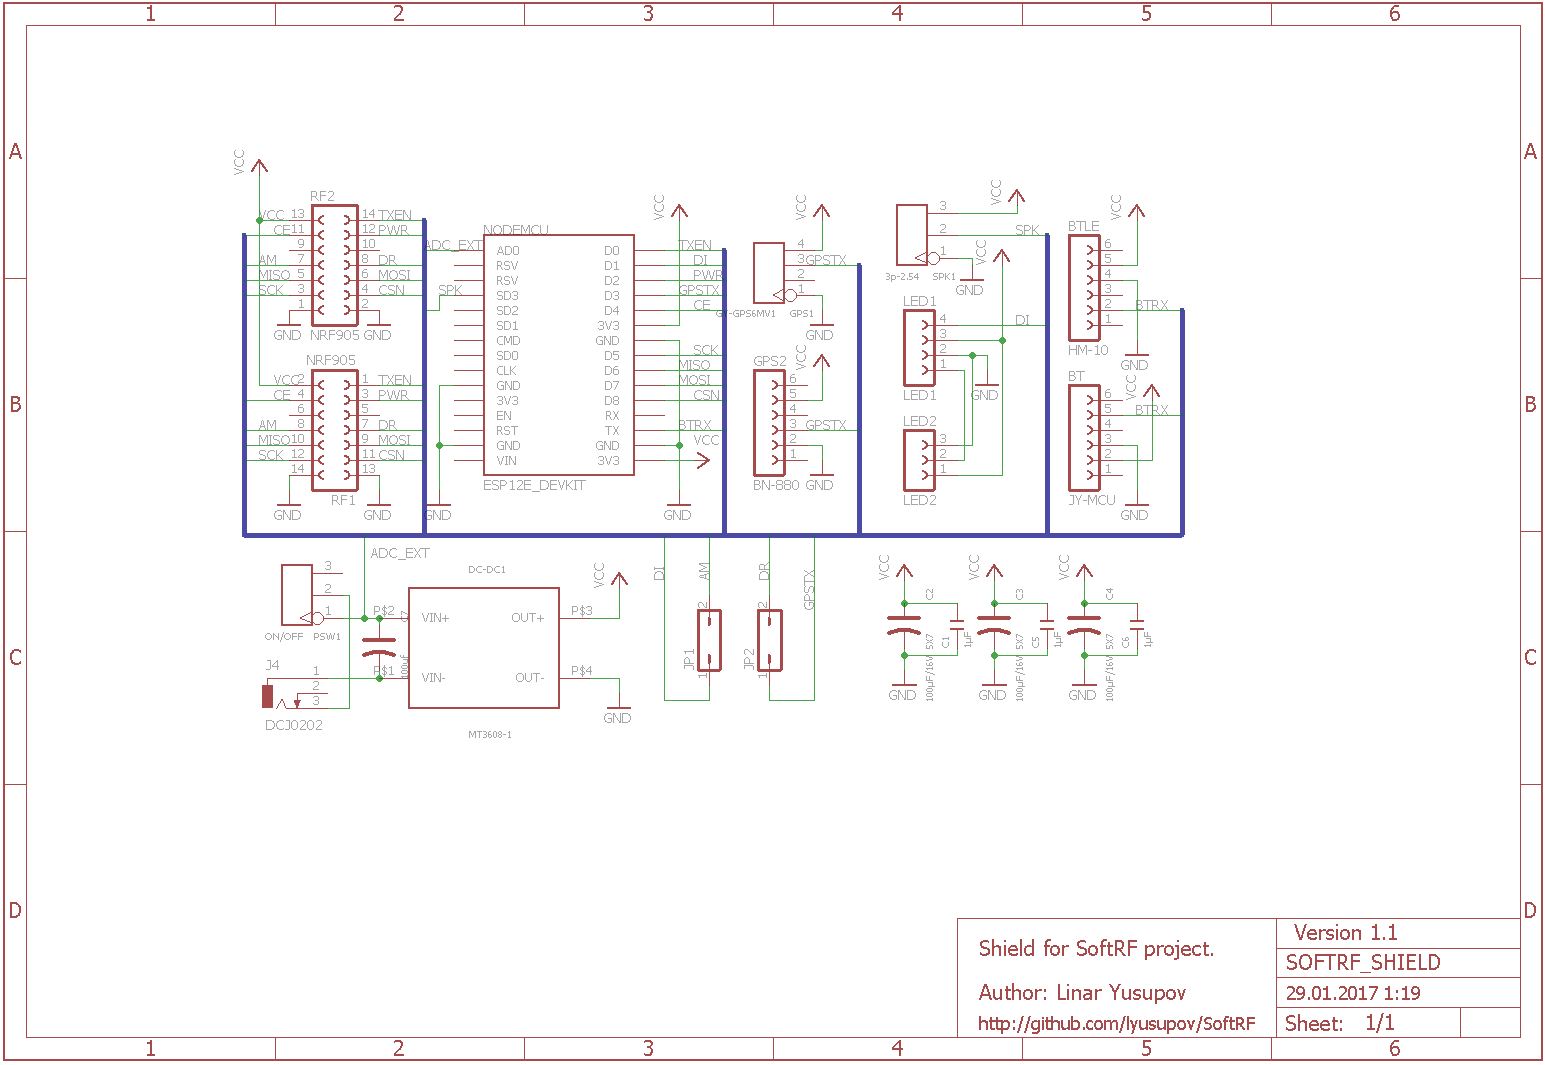 1 2 3 4 5 6
A A
B B
C C
D D
1 2 3 4 5 6
VCC
RF2
VCC 13 14 TXEN
CE 11 12 PWR
9 10
AM 7 8 DR
MISO 5 6 MOSI
SCK 3 4 CSN
1 2
GND NRF905 GND
NRF905
VCC 2 1 TXEN
CE 4 3 PWR
6 5
AM 8 7 DR
MISO 10 9 MOSI
SCK 12 11 CSN
14 13
RF1
GND GND
NODEMCU
ADC_EXT AD0 D0 TXEN
RSV D1 DI
RSV D2 PWR
SPK SD3 D3 GPSTX
SD2 D4 CE
SD1 3V3
CMD GND
SD0 D5 SCK
CLK D6 MISO
GND D7 MOSI
3V3 D8 CSN
EN RX
RST TX BTRX
GND GND VCC
VIN 3V3
ESP12E_DEVKIT
GND GND
VCC
VCC
4
3 GPSTX
2
1
GY-GPS6MV1 GPS1
GND
VCC
GPS2
6
5
4
3 GPSTX
2
1
BN-880 GND
VCC
3
2 SPK
1
3p-2.54 SPK1
GND
VCC
LED1
4 DI
3
2
1
LED1
GND
LED2
3
2
1
LED2
VCC
BTLE
6
5
4
3
2 BTRX
1
HM-10
GND
VCC
BT
6
5 BTRX
4
3
2
1
JY-MCU GND
ADC_EXT
3
2
1
ON/OFF PSW1
J4
1
2
3
DCJ0202
P$2 C7
100uF
P$1
DC-DC1
VIN+ OUT+ P$3
VIN- OUT- P$4
MT3608-1
VCC
GND
DI AM DR GPSTX
2 2
JP1 JP2
1 1
VCC C2 VCC C3 VCC C4
C1 1µF C5 1µF C6 1µF
100µF/16V 5X7 100µF/16V 5X7 100µF/16V 5X7
GND GND GND
Shield for SoftRF project.
Author: Linar Yusupov
http://github.com/lyusupov/SoftRF
Version 1.1
SOFTRF_SHIELD
29.01.2017 1:19
Sheet: 1/1